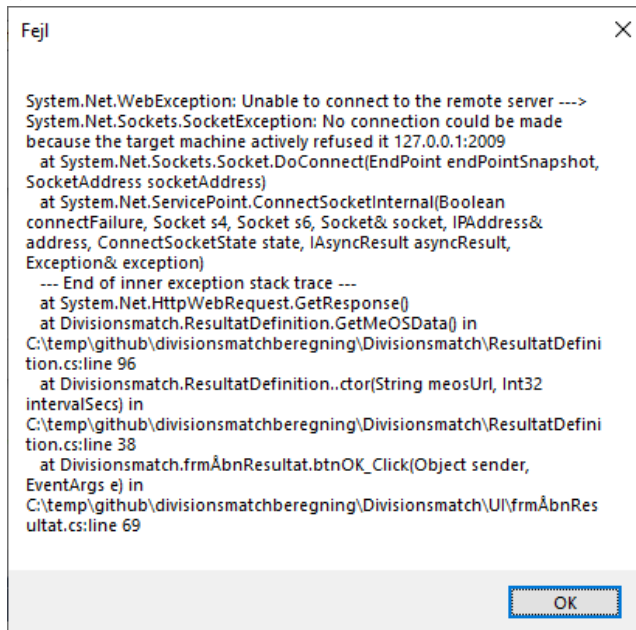 Fejl
System.Net.WebException: Unable to connect to the remote server --->
System.Net.Sockets.SocketException: No connection could be made
because the target machine actively refused it 127.0.0.1:2009
   at System.Net.Sockets.Socket.DoConnect(EndPoint endPointSnapshot,
SocketAddress socketAddress)
   at System.Net.ServicePoint.ConnectSocketInternal(Boolean
connectFailure, Socket s4, Socket s6, Socket& socket, IPAddress&
address, ConnectSocketState state, IAsyncResult asyncResult,
Exception& exception)
   --- End of inner exception stack trace ---
   at System.Net.HttpWebRequest.GetResponse()
   at Divisionsmatch.ResultatDefinition.GetMeOSData() in
C:\temp\github\divisionsmatchberegning\Divisionsmatch\ResultatDefini
tion.cs:line 96
   at Divisionsmatch.ResultatDefinition..ctor(String meosUrl, Int32
intervalSecs) in
C:\temp\github\divisionsmatchberegning\Divisionsmatch\ResultatDefini
tion.cs:line 38
   at Divisionsmatch.frmÅbnResultat.btnOK_Click(Object sender,
EventArgs e) in
C:\temp\github\divisionsmatchberegning\Divisionsmatch\UI\frmÅbnRes
ultat.cs:line 69
OK